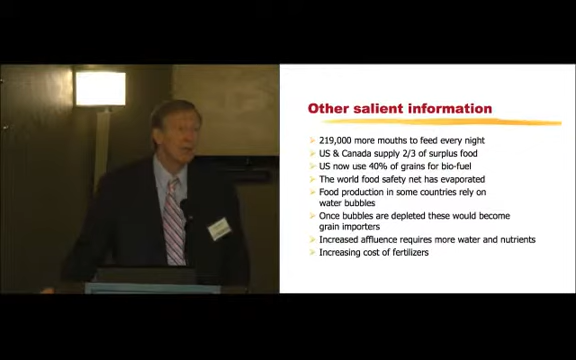 Other salient information
219,000 more mouths to feed every night
US & Canada supply 2/3 of surplus food
US now use 40% of grains for bio-fuel
The world food safety net has evaporated
Food production in some countries rely on
water bubbles
Once bubbles are depleted these would become
grain importers
Increased affluence requires more water and nutrients
Increasing cost of fertilizers